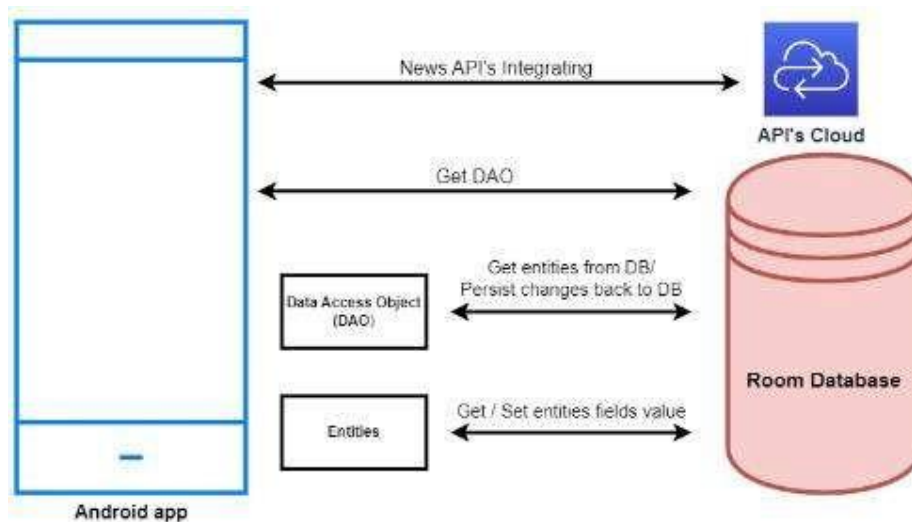 News API's Integrating
API's Cloud
Get DAO
Get entities from DB/
Persist changes back to DB
Data Access Object
(DAO)
Room Database
Get / Set entities fields value
Entities
Android app